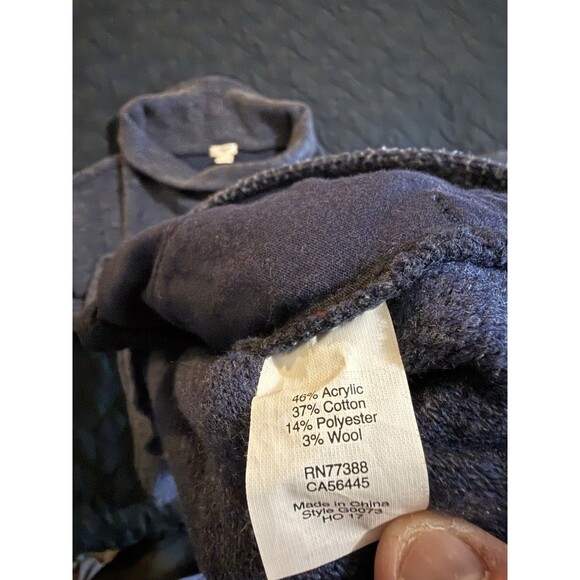 46% Acrylic
37% Cotton
14% Polyester
3% Wool
RN77388
CA56445
Made in China
Style G0073
HO 17